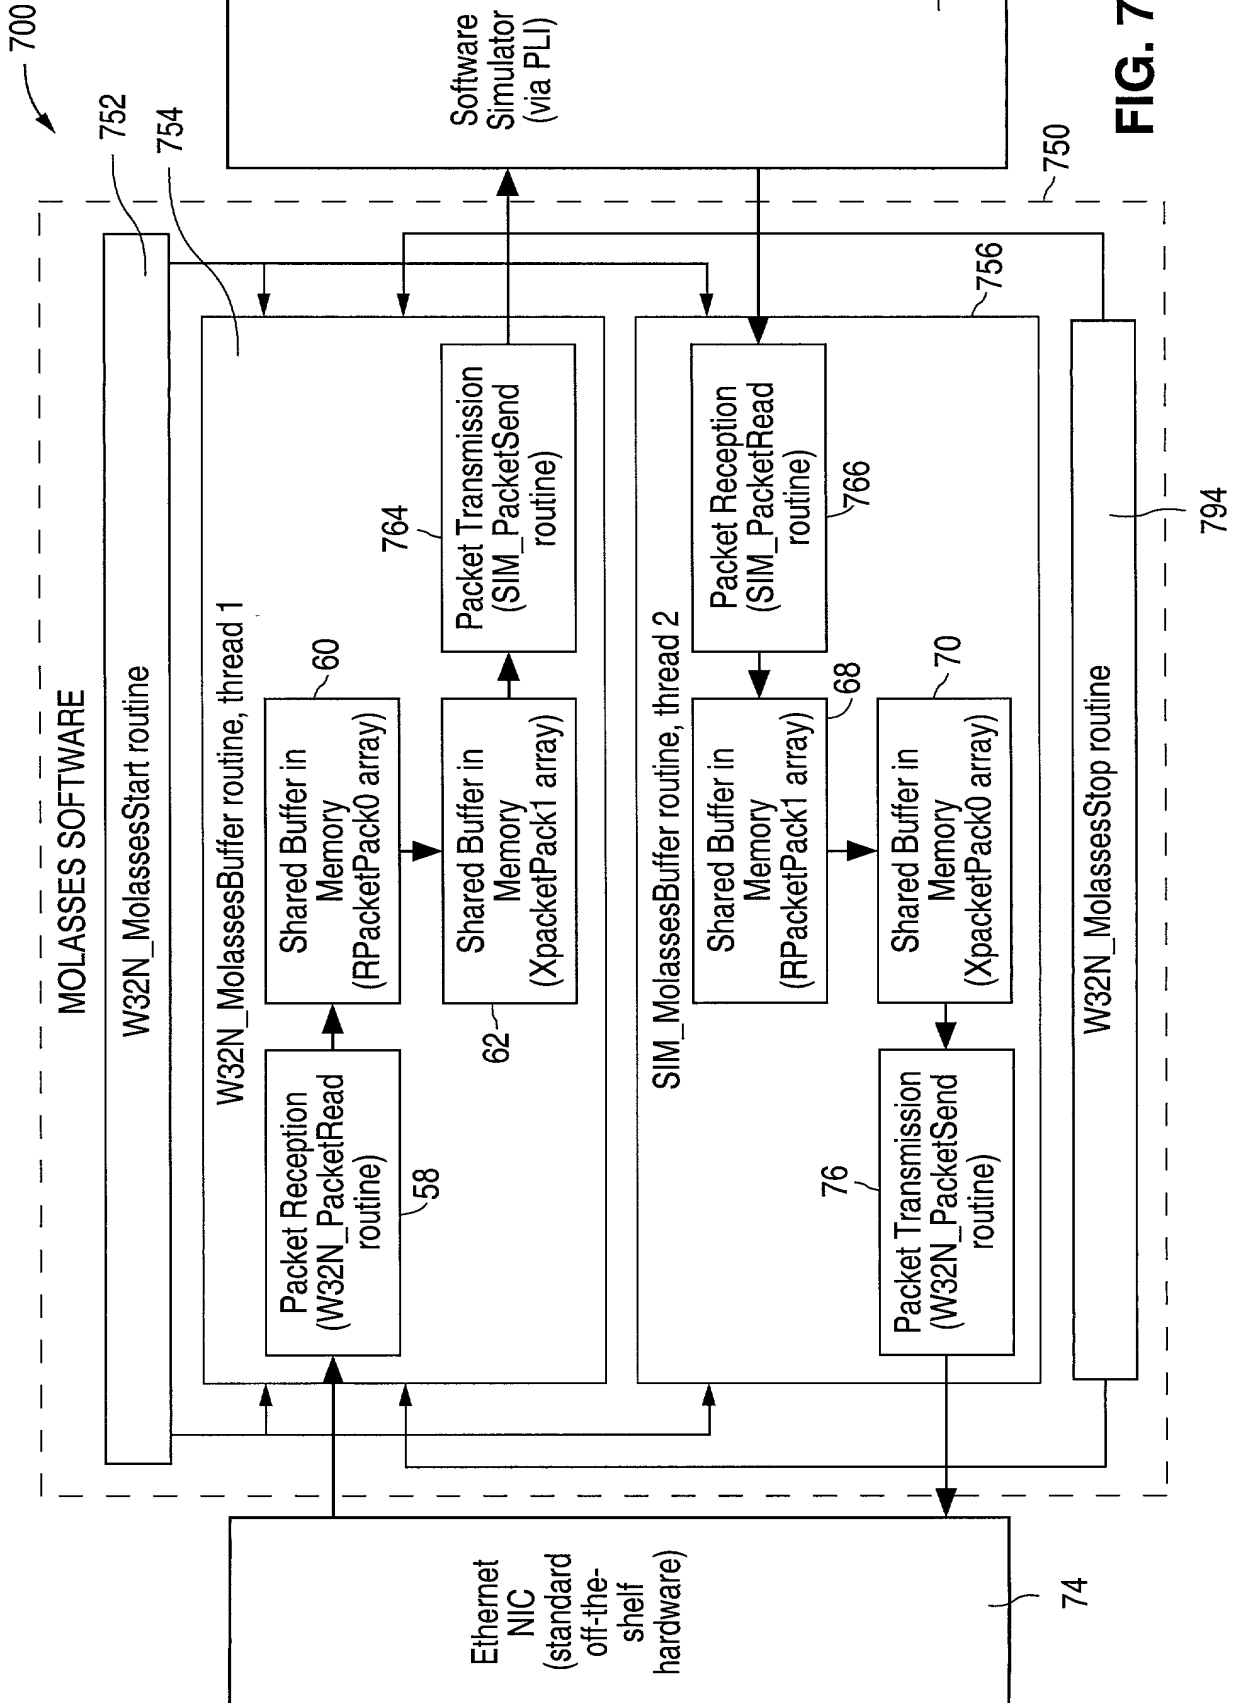 700
MOLASSES SOFTWARE
752
W32N_MolassesStart routine
754
W32N_MolassesBuffer routine, thread 1
Packet Reception
(W32N_PacketRead
routine)
58
Shared Buffer in
Memory
(RPacketPack0 array)
60
Shared Buffer in
Memory
(XpacketPack1 array)
62
Packet Transmission
(SIM_PacketSend
routine)
764
SIM_MolassesBuffer routine, thread 2
756
Packet Reception
(SIM_PacketRead
routine)
766
Shared Buffer in
Memory
(RPacketPack1 array)
68
Shared Buffer in
Memory
(XpacketPack0 array)
70
Packet Transmission
(W32N_PacketSend
routine)
76
W32N_MolassesStop routine
794
750
Ethernet
NIC
(standard
off-the-
shelf
hardware)
74
Software
Simulator
(via PLI)
FIG. 7